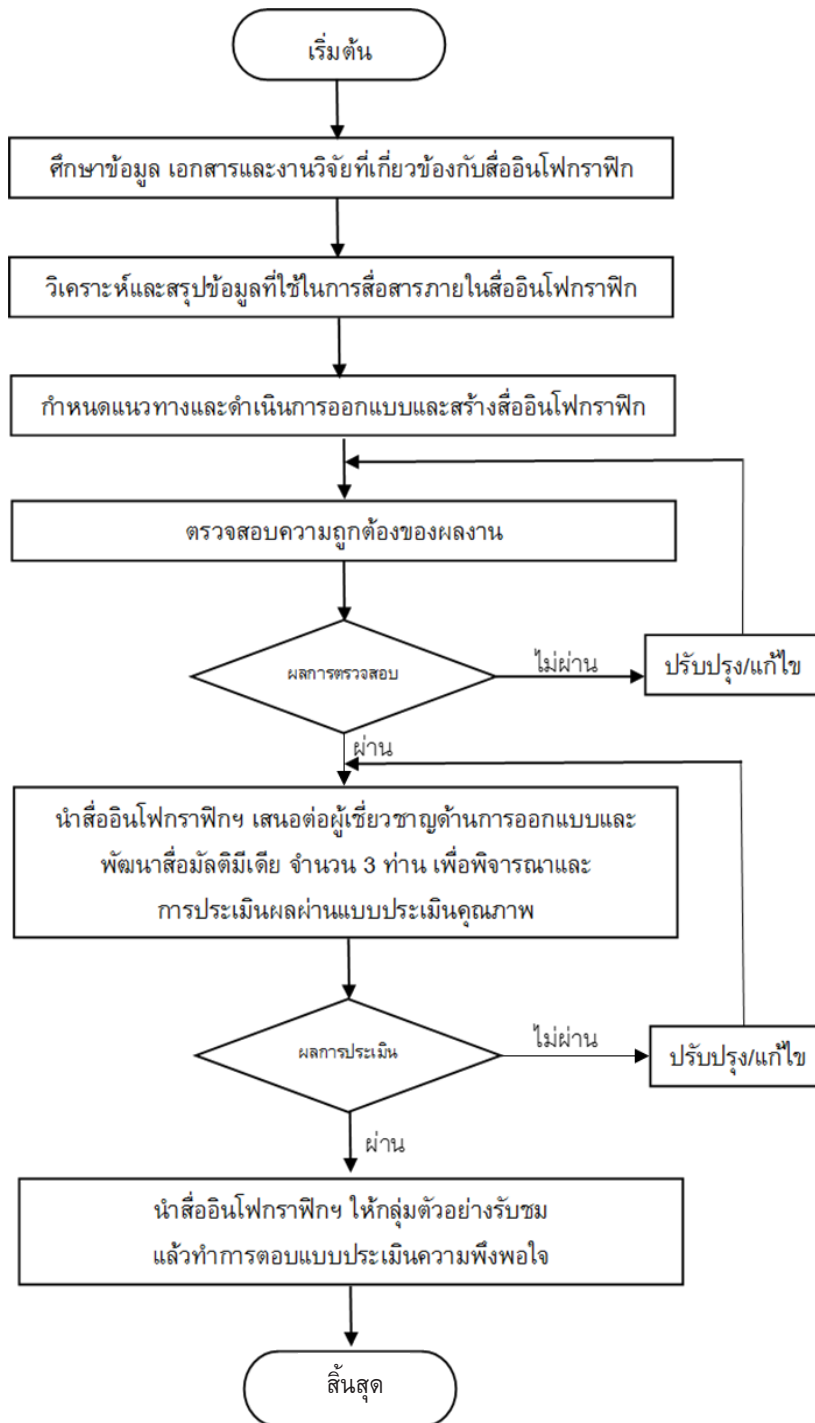 เริ่มต้น
ศึกษาข้อมูล เอกสารและงานวิจัยที่เกี่ยวข้องกับสื่ออินโฟกราฟิก
วิเคราะห์และสรุปข้อมูลที่ใช้ในการสื่อสารภายในสื่ออินโฟกราฟิก
กำหนดแนวทางและดำเนินการออกแบบและสร้างสื่ออินโฟกราฟิก
ตรวจสอบความถูกต้องของผลงาน
ผลการตรวจสอบ
ไม่ผ่าน
ปรับปรุง/แก้ไข
ผ่าน
นำสื่ออินโฟกราฟิกฯ เสนอต่อผู้เชี่ยวชาญด้านการออกแบบและ
พัฒนาสื่อมัลติมีเดีย จำนวน 3 ท่าน เพื่อพิจารณาและ
การประเมินผลผ่านแบบประเมินคุณภาพ
ผลการประเมิน
ไม่ผ่าน
ปรับปรุง/แก้ไข
ผ่าน
นำสื่ออินโฟกราฟิกฯ ให้กลุ่มตัวอย่างรับชม
แล้วทำการตอบแบบประเมินความพึงพอใจ
สิ้นสุด